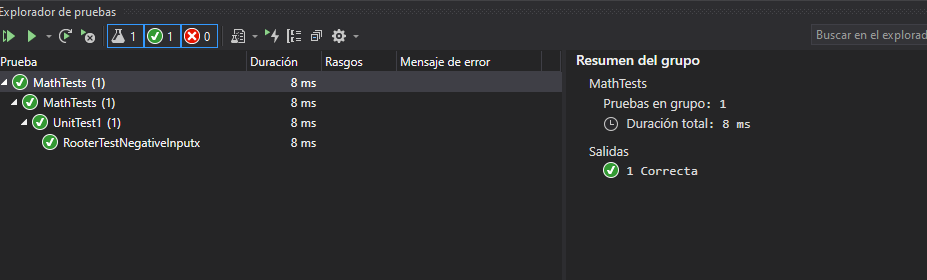 Explorador de pruebas
1 1 0
Buscar en el explorad
Prueba Duración Rasgos Mensaje de error
MathTests (1) 8 ms
MathTests (1) 8 ms
UnitTest1 (1) 8 ms
RooterTestNegativeInputx 8 ms
Resumen del grupo
MathTests
Pruebas en grupo: 1
Duración total: 8 ms
Salidas
1 Correcta